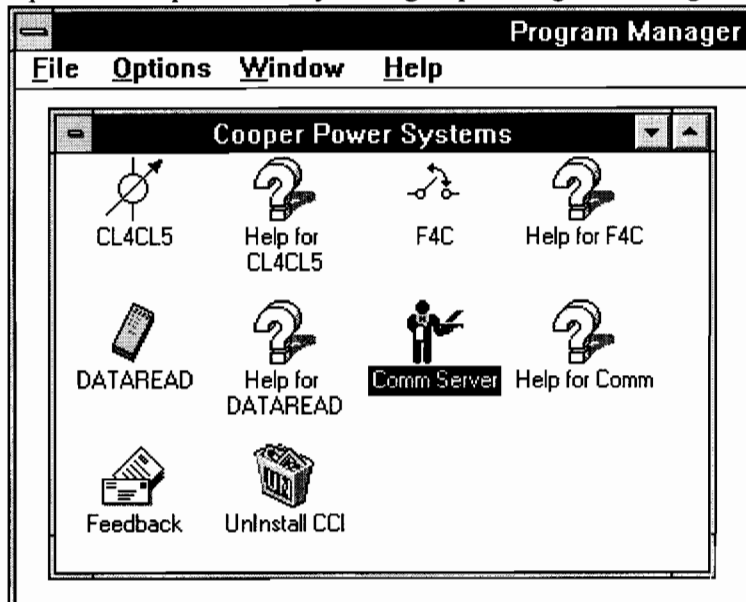 Program Manager
File Options Window Help
Cooper Power Systems
CL4CL5
Help for
CL4CL5
F4C
Help for F4C
DATAREAD
Help for
DATAREAD
Comm Server
Help for Comm
Feedback
UnInstall CCI